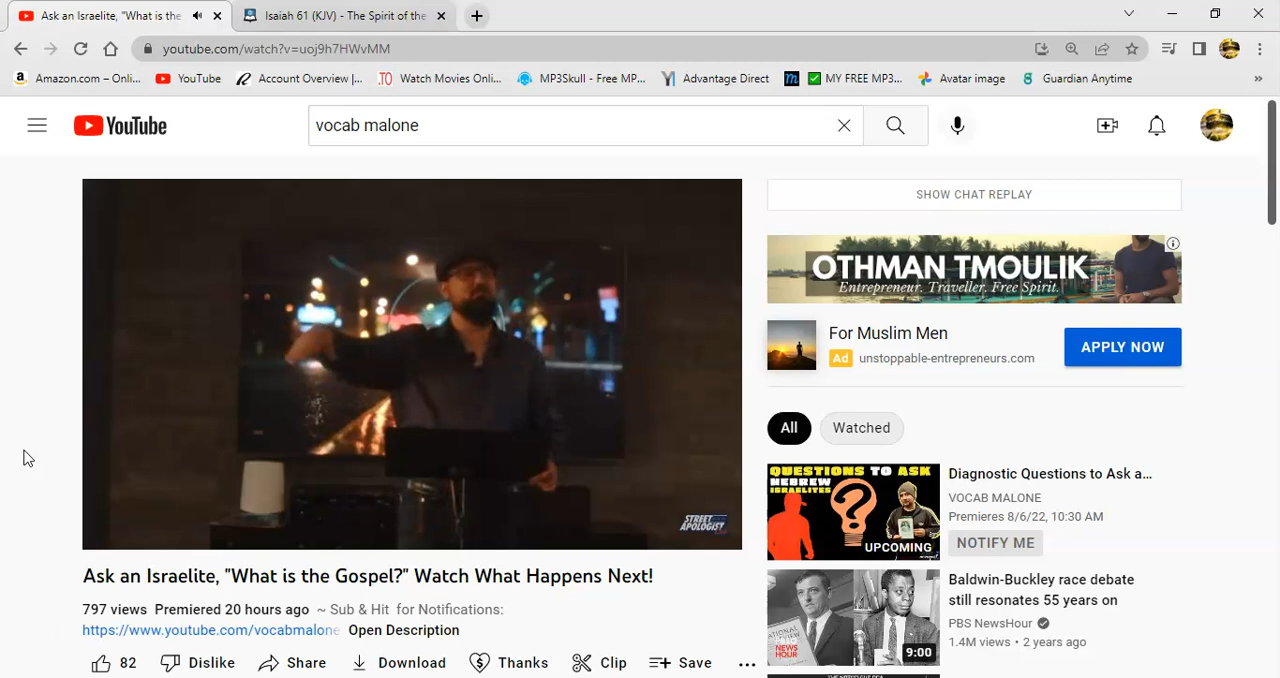 Ask an Israelite, "What is the
Isaiah 61 (KJV) - The Spirit of the
youtube.com/watch?v=uoj9h7HWvMM
Amazon.com – Onli...
YouTube
Account Overview |...
.TO Watch Movies Onli...
MP3Skull - Free MP...
Advantage Direct
m MY FREE MP3...
Avatar image
Guardian Anytime
»
YouTube
vocab malone
SHOW CHAT REPLAY
OTHMAN TMOULIK
Entrepreneur. Traveller. Free Spirit.
For Muslim Men
Ad unstoppable-entrepreneurs.com
APPLY NOW
All
Watched
STREET
APOLOGIST
QUESTIONS TO ASK
HEBREW
ISRAELITES
UPCOMING
Diagnostic Questions to Ask a...
VOCAB MALONE
Premieres 8/6/22, 10:30 AM
NOTIFY ME
NEWS
HOUR
9:00
Baldwin-Buckley race debate
still resonates 55 years on
PBS NewsHour
1.4M views • 2 years ago
Ask an Israelite, "What is the Gospel?" Watch What Happens Next!
797 views Premiered 20 hours ago ~ Sub & Hit for Notifications:
https://www.youtube.com/vocabmalone Open Description
82
Dislike
Share
Download
Thanks
Clip
Save
...